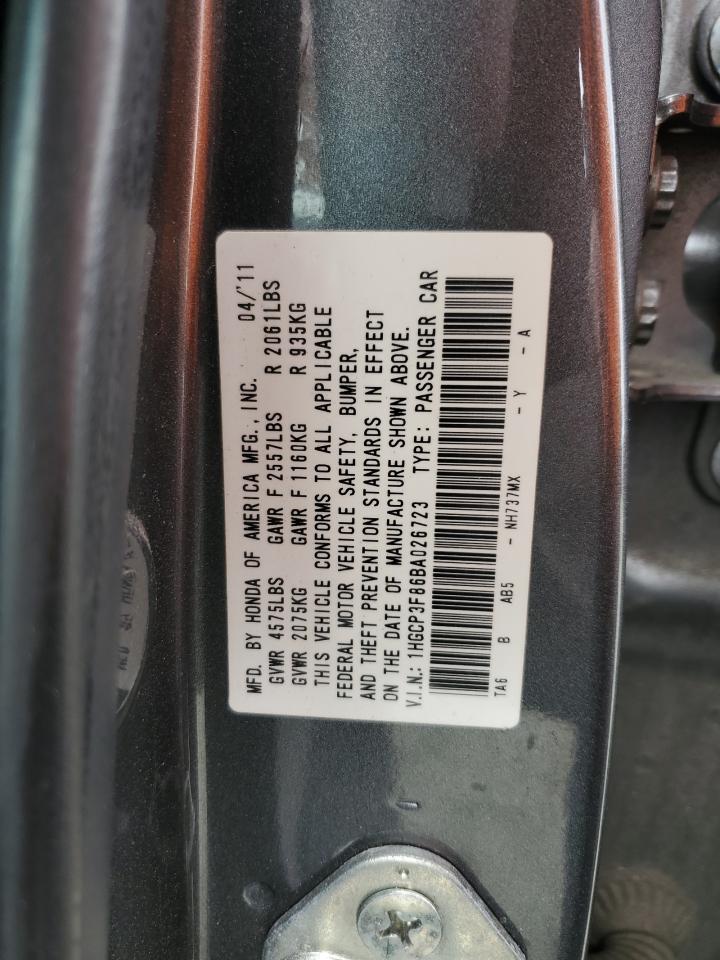 MFD. BY HONDA OF AMERICA MFG., INC. 04/'11
GVWR 4575LBS GAWR F 2557LBS R 2061LBS
GVWR 2075KG GAWR F 1160KG R 935KG
THIS VEHICLE CONFORMS TO ALL APPLICABLE
FEDERAL MOTOR VEHICLE SAFETY, BUMPER,
AND THEFT PREVENTION STANDARDS IN EFFECT
ON THE DATE OF MANUFACTURE SHOWN ABOVE.
V.I.N.: 1HGCP3F86BA026723 TYPE: PASSENGER CAR
TA6 B AB5 - NH737MX - Y - A